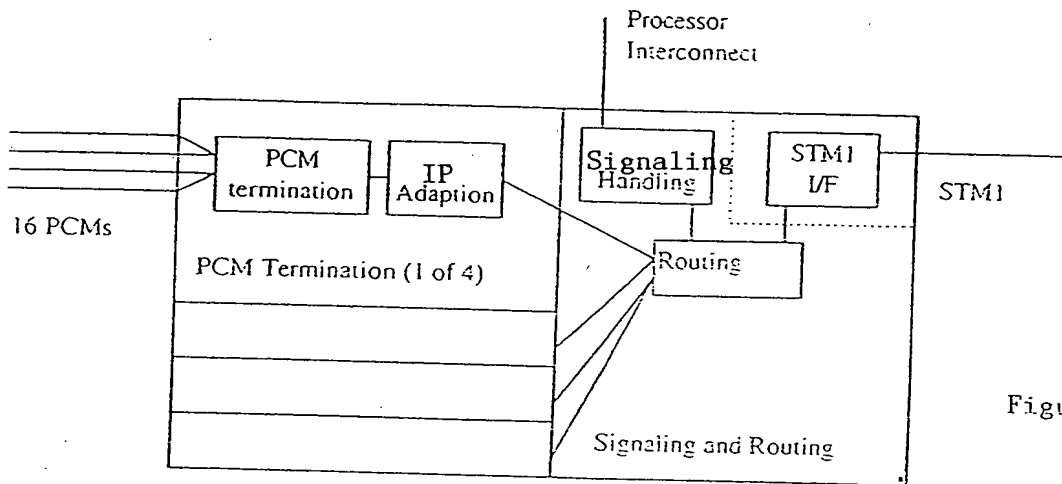 Processor
Interconnect
PCM
termination
IP
Adaption
Signaling
Handling
STM1
I/F
STM1
16 PCMs
PCM Termination (1 of 4)
Routing
Signaling and Routing
Figu